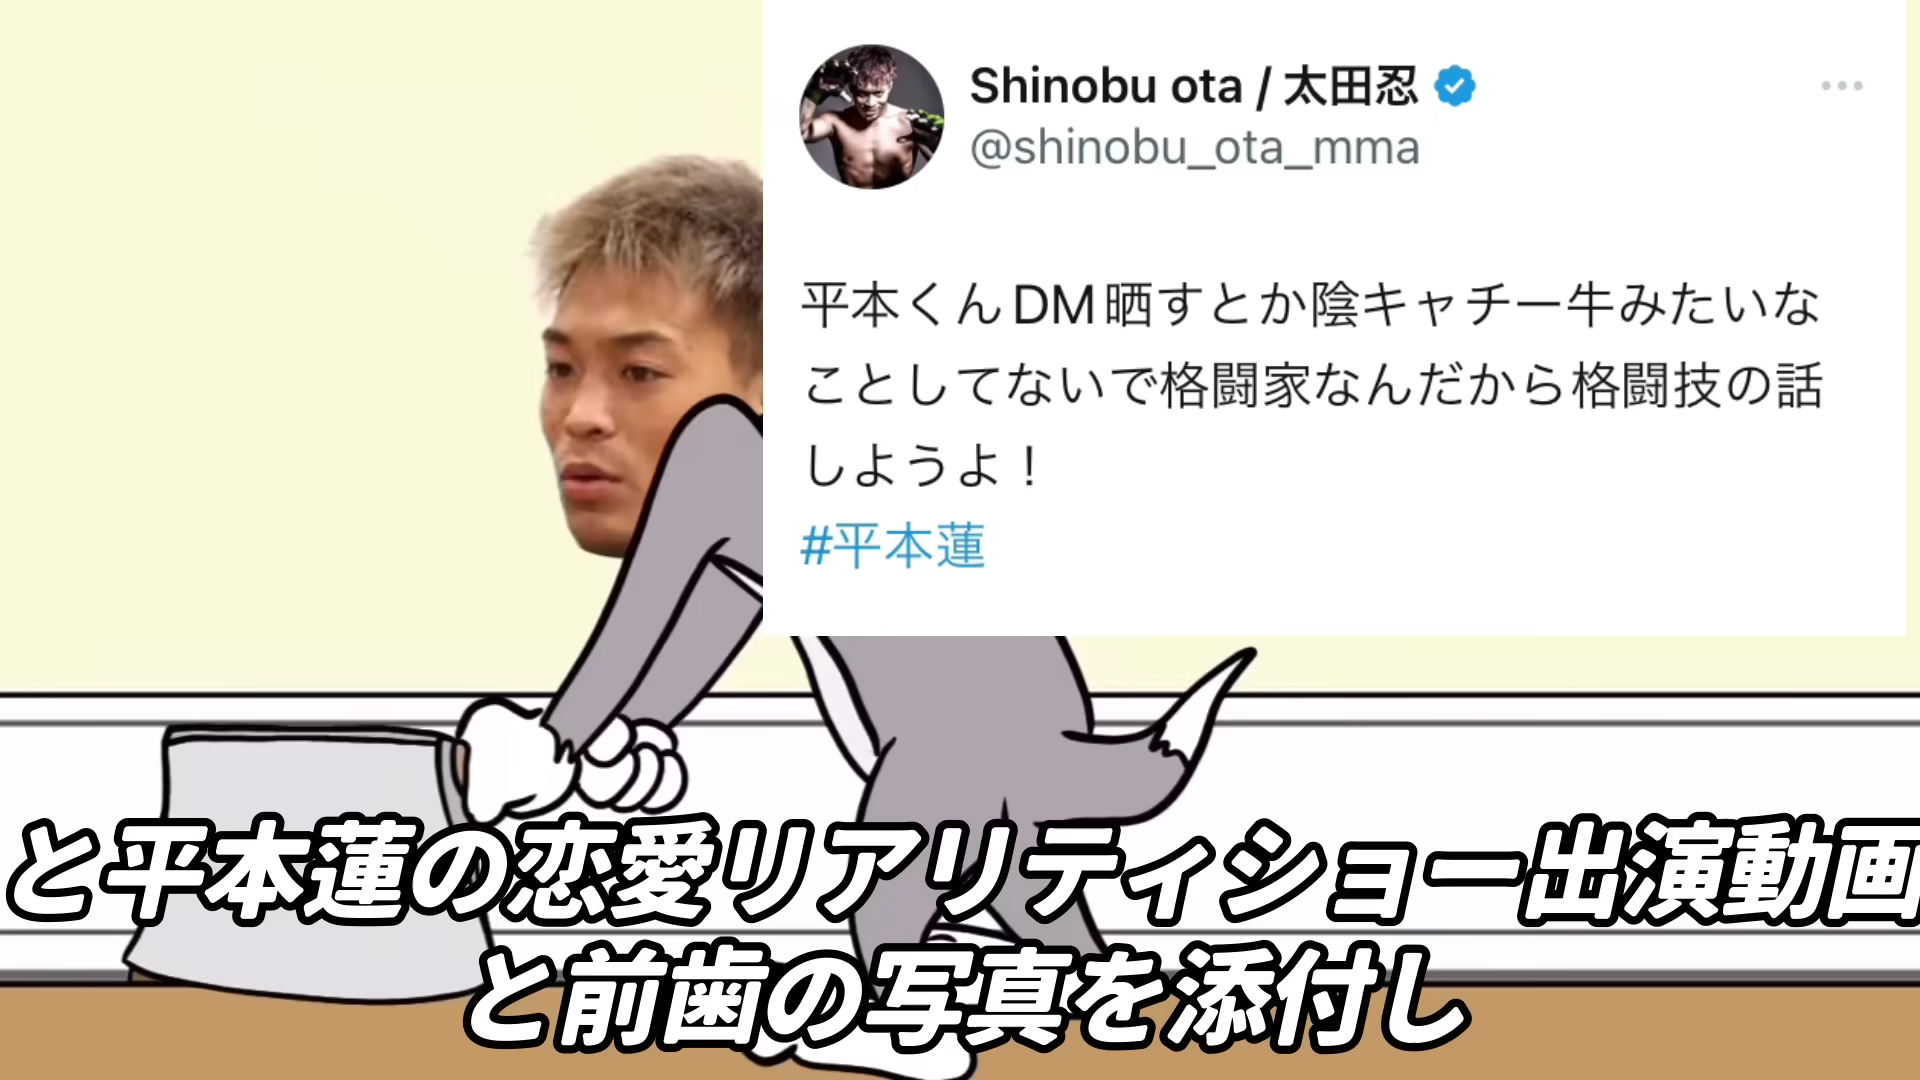 Shinobu ota / 太田忍
@shinobu_ota_mma
平本くんDM晒すとか陰キャチー牛みたいな
ことしてないで格闘家なんだから格闘技の話
しようよ！
#平本蓮
と平本蓮の恋愛リアリティショー出演動画
と前歯の写真を添付し